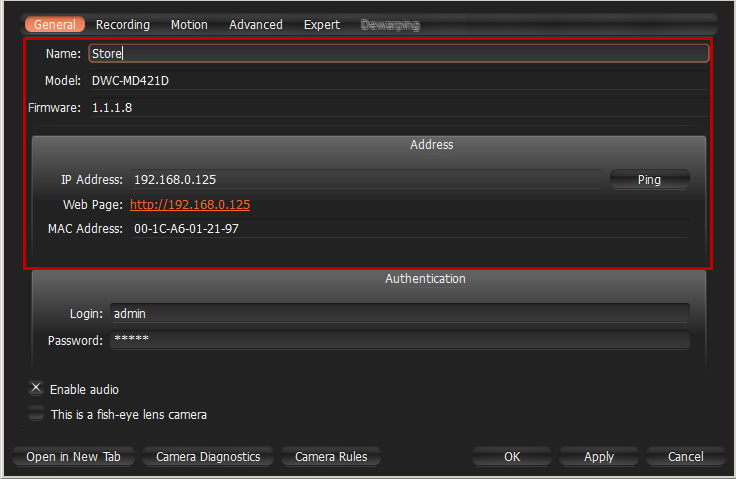 General Recording Motion Advanced Expert Dewarping
Name: Store
Model: DWC-MD421D
Firmware: 1.1.1.8
Address
IP Address: 192.168.0.125 Ping
Web Page: http://192.168.0.125
MAC Address: 00-1C-A6-01-21-97
Authentication
Login: admin
Password: *****
Enable audio
This is a fish-eye lens camera
Open in New Tab Camera Diagnostics Camera Rules OK Apply Cancel